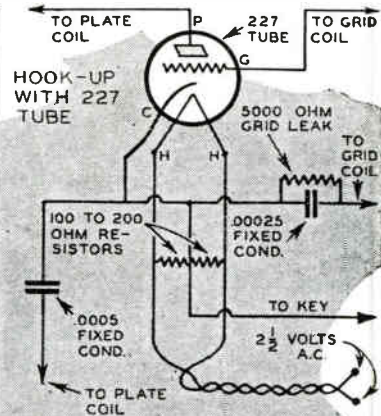 TO PLATE
COIL
P
227
TUBE
TO GRID
COIL
G
HOOK-UP
WITH 227
TUBE
C
5000 OHM
GRID LEAK
TO
GRID
COIL
H
H
100 TO 200
OHM RE-
SISTORS
.00025
FIXED
COND.
.0005
FIXED
COND.
TO KEY
2 1/2 VOLTS
A.C.
TO PLATE
COIL